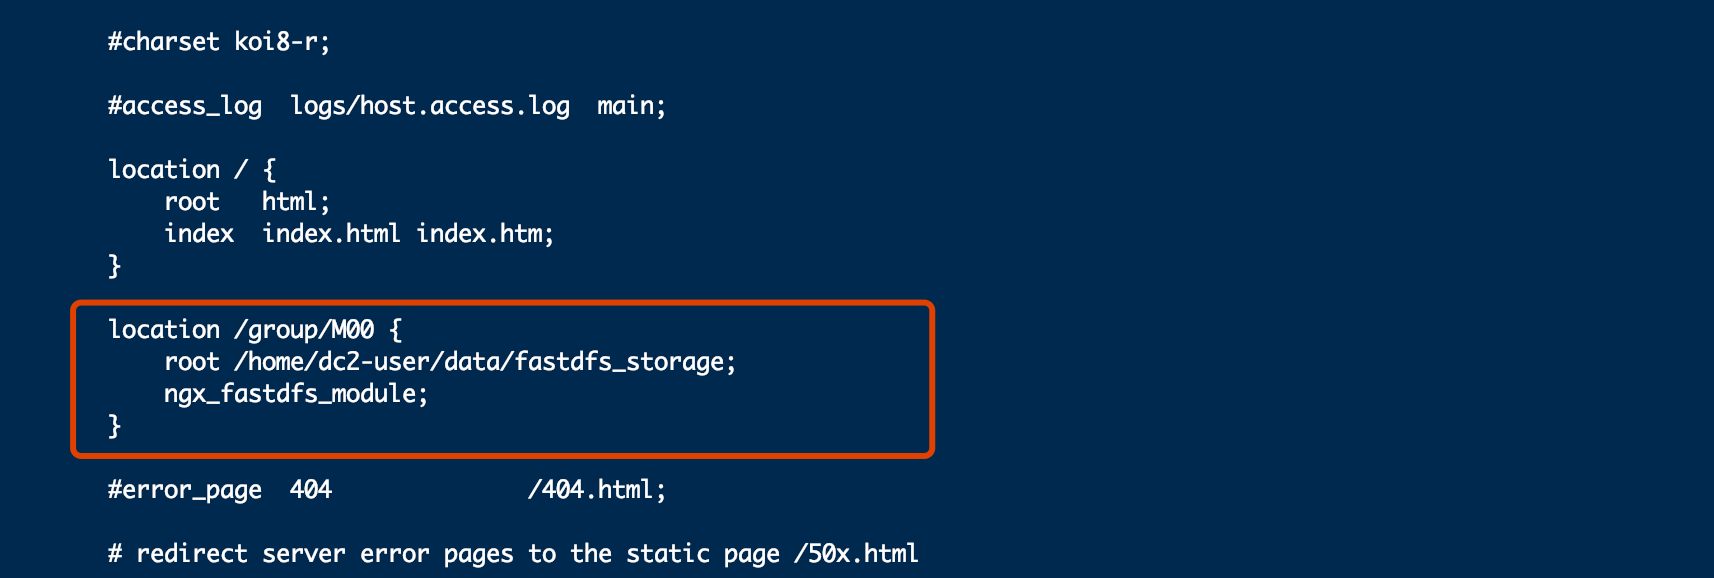 #charset koi8-r;
#access_log  logs/host.access.log  main;
location / {
    root   html;
    index  index.html index.htm;
}
location /group/M00 {
    root /home/dc2-user/data/fastdfs_storage;
    ngx_fastdfs_module;
}
#error_page  404              /404.html;
# redirect server error pages to the static page /50x.html